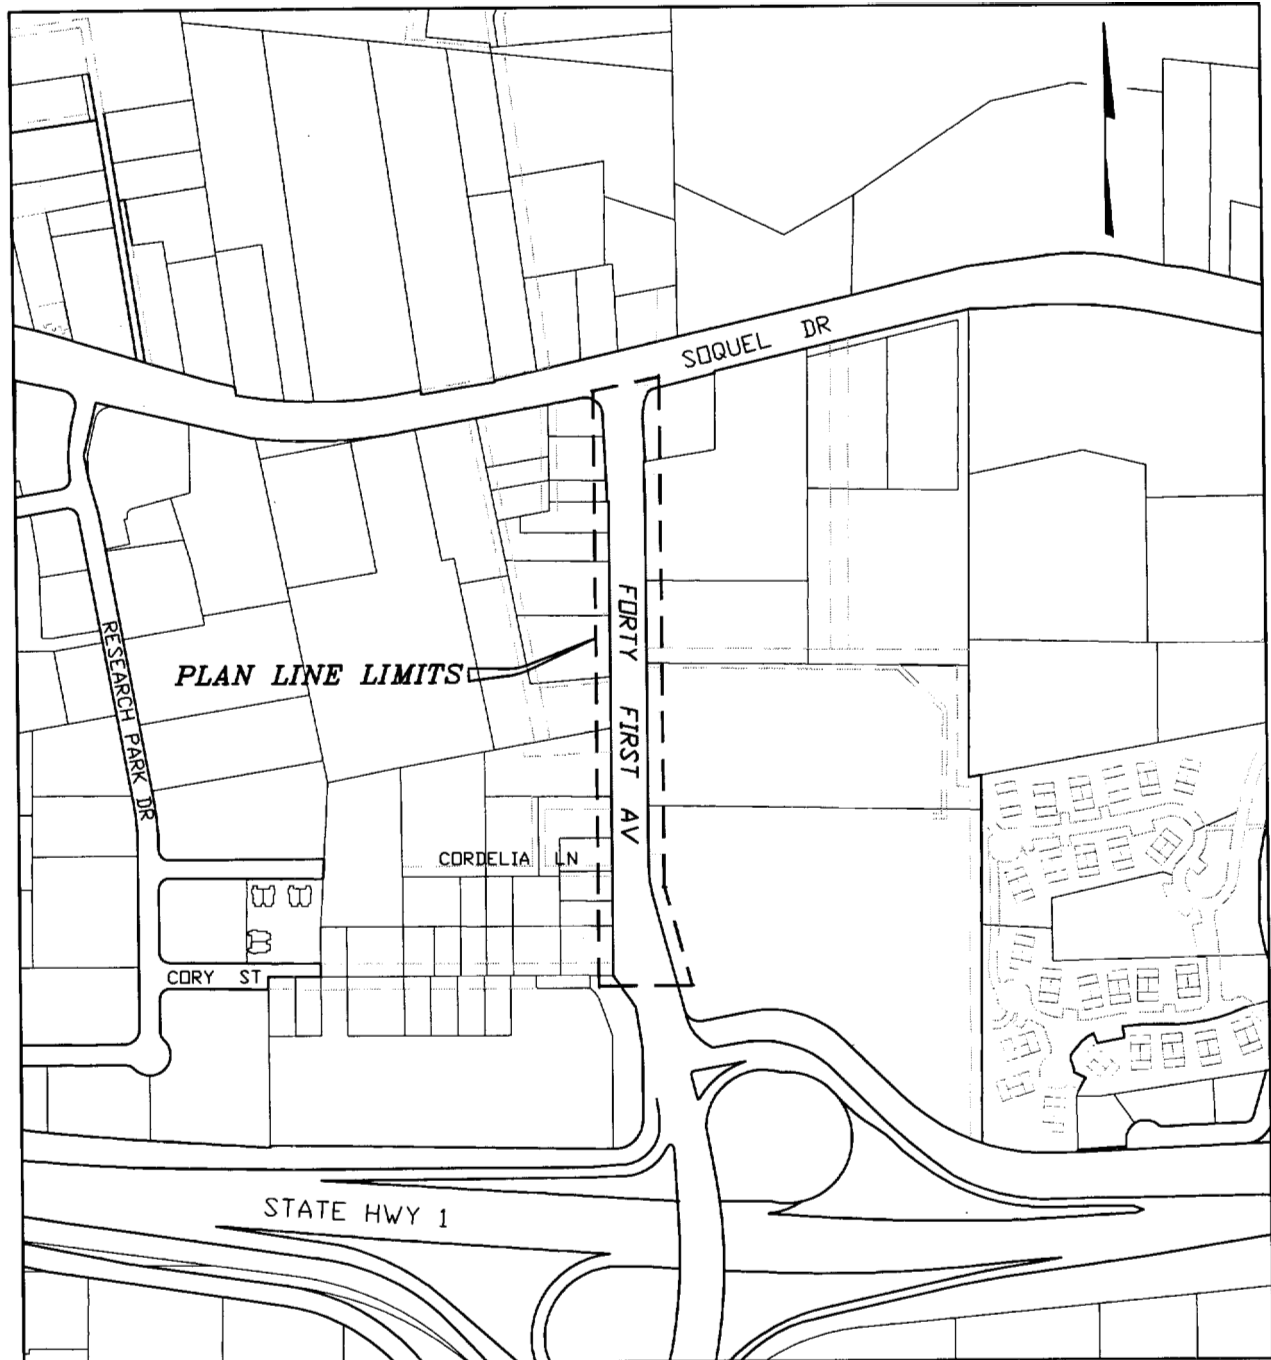 SOQUEL DR
FORTY FIRST AV
RESEARCH PARK DR
PLAN LINE LIMITS
CORDELIA LN
CORY ST
STATE HWY 1